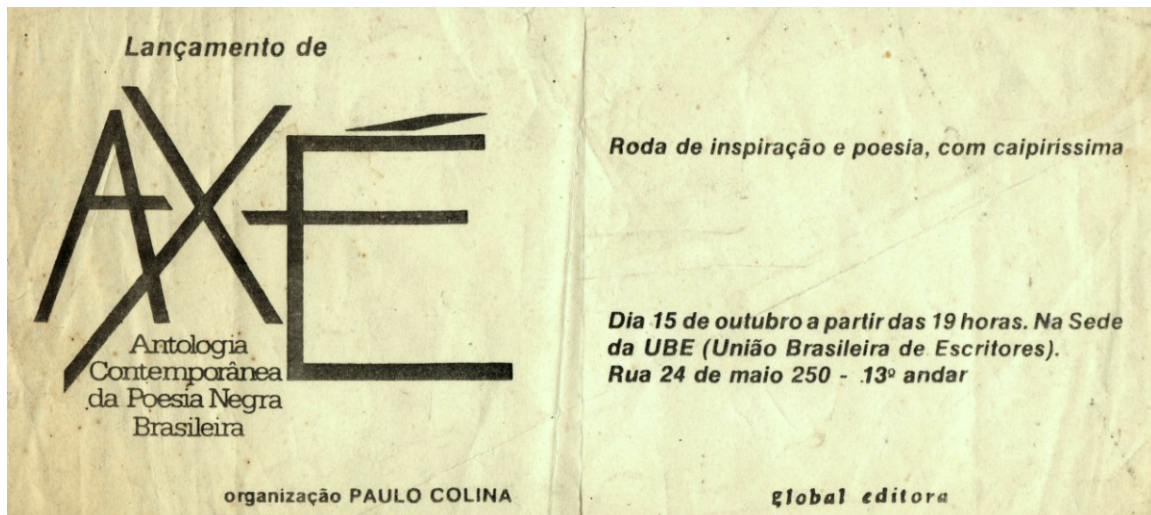 Lançamento de
AXÉ
Antologia
Contemporânea
da Poesia Negra
Brasileira
organização PAULO COLINA
Roda de inspiração e poesia, com caipirissima
Dia 15 de outubro a partir das 19 horas. Na Sede
da UBE (União Brasileira de Escritores).
Rua 24 de maio 250 - 13º andar
global editora